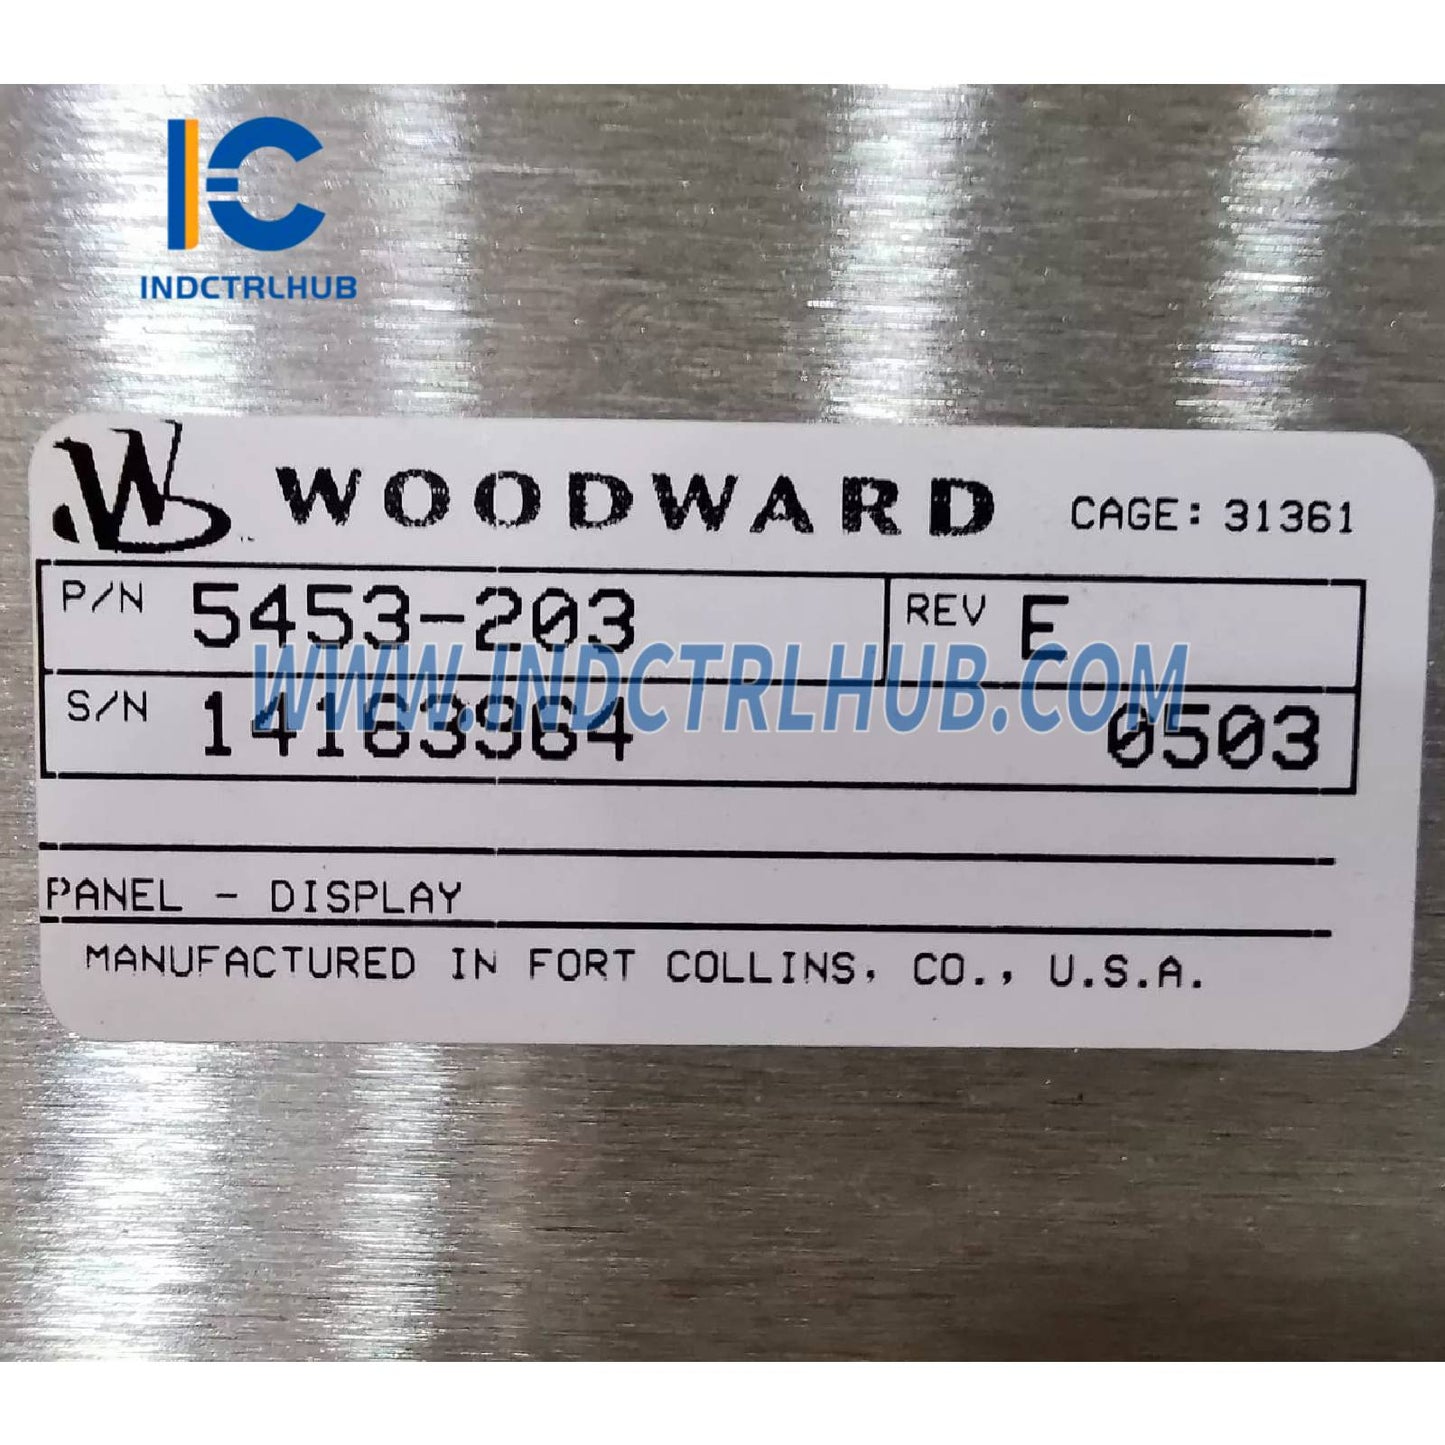 INDCTRLHUB
WOODWARD CAGE: 31361
P/N 5453-203 REV E
WWW.INDCTRLHUB.COM
S/N 14163964 0503
PANEL - DISPLAY
MANUFACTURED IN FORT COLLINS, CO., U.S.A.